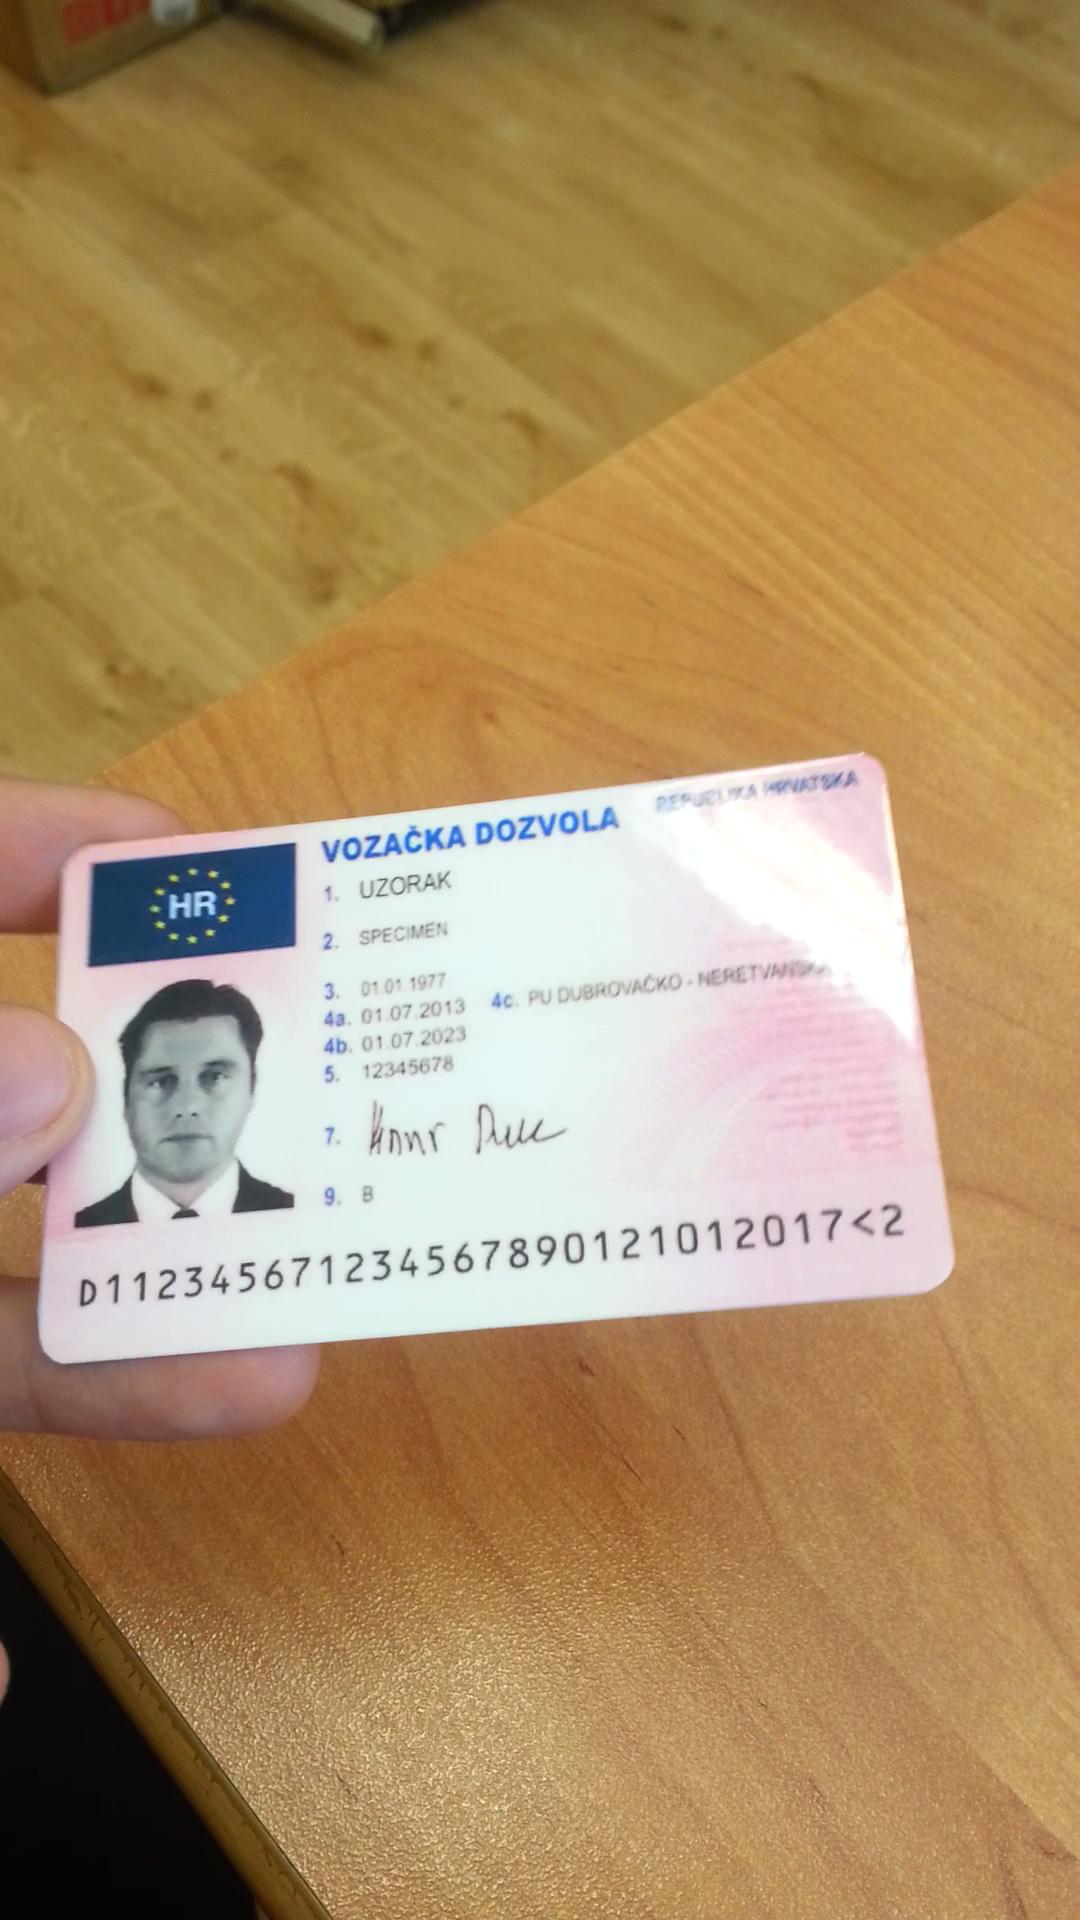 VOZAČKA DOZVOLA REPUBLIKA HRVATSKA
HR
1. UZORAK
2. SPECIMEN
3. 01.01.1977
4a. 01.07.2013 4c. PU DUBROVAČKO - NERETVANSKA
4b. 01.07.2023
5. 12345678
7.
9. B
D112345671234567890121012017<2